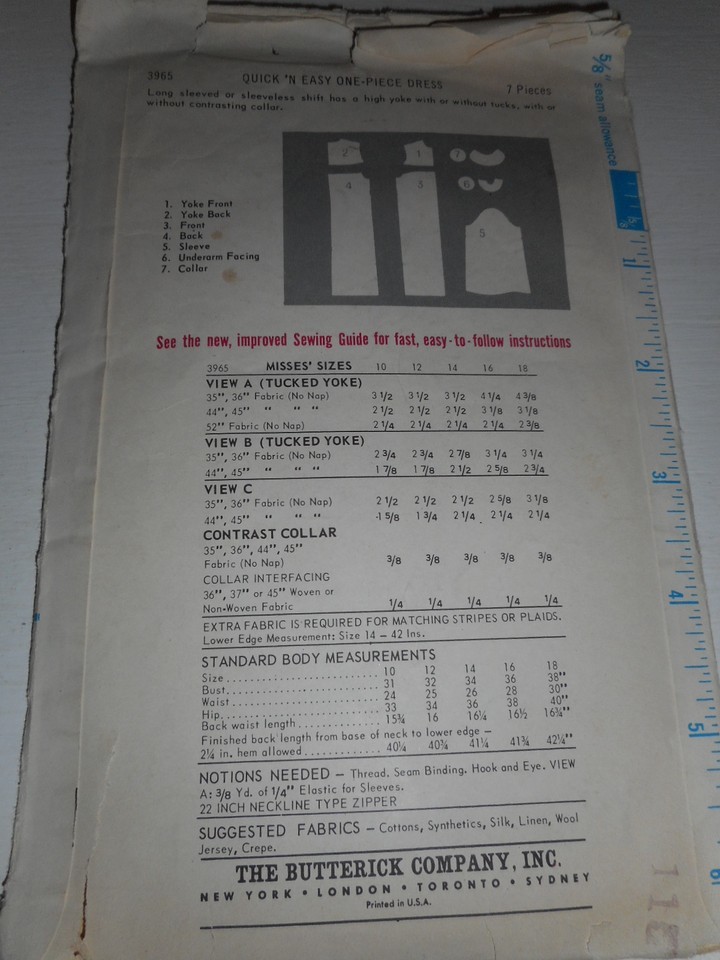 3965 QUICK 'N EASY ONE-PIECE DRESS 7 Pieces
Long sleeved or sleeveless shift has a high yoke with or without tucks, with or
without contrasting collar.
5/8" seam allowance
2 1 7
4 3 6
5
1. Yoke Front
2. Yoke Back
3. Front
4. Back
5. Sleeve
6. Underarm Facing
7. Collar
See the new, improved Sewing Guide for fast, easy-to-follow instructions
3965 MISSES' SIZES 10 12 14 16 18
VIEW A (TUCKED YOKE)
35", 36" Fabric (No Nap) 3 1/2 3 1/2 3 1/2 4 1/4 4 3/8
44", 45" " " " 2 1/2 2 1/2 2 1/2 3 1/8 3 1/8
52" Fabric (No Nap) 2 1/4 2 1/4 2 1/4 2 1/4 2 3/8
VIEW B (TUCKED YOKE)
35", 36" Fabric (No Nap) 2 3/4 2 3/4 2 7/8 3 1/4 3 1/4
44", 45" " " " 1 7/8 1 7/8 2 1/2 2 5/8 2 3/4
VIEW C
35", 36" Fabric (No Nap) 2 1/2 2 1/2 2 1/2 2 5/8 3 1/8
44", 45" " " " 1 5/8 1 3/4 2 1/4 2 1/4 2 1/4
CONTRAST COLLAR
35", 36", 44", 45"
Fabric (No Nap) 3/8 3/8 3/8 3/8 3/8
COLLAR INTERFACING
36", 37" or 45" Woven or
Non-Woven Fabric 1/4 1/4 1/4 1/4 1/4
EXTRA FABRIC IS REQUIRED FOR MATCHING STRIPES OR PLAIDS.
Lower Edge Measurement: Size 14 – 42 Ins.
STANDARD BODY MEASUREMENTS
Size 10 12 14 16 18
Bust 31 32 34 36 38"
Waist 24 25 26 28 30"
Hip 33 34 36 38 40"
Back waist length 15¾ 16 16¼ 16½ 16¾"
Finished back length from base of neck to lower edge –
2¼ in. hem allowed 40¼ 40¾ 41¼ 41¾ 42¼"
NOTIONS NEEDED – Thread. Seam Binding. Hook and Eye. VIEW
A: 3/8 Yd. of 1/4" Elastic for Sleeves.
22 INCH NECKLINE TYPE ZIPPER
SUGGESTED FABRICS – Cottons, Synthetics, Silk, Linen, Wool
Jersey, Crepe.
THE BUTTERICK COMPANY, INC.
NEW YORK • LONDON • TORONTO • SYDNEY
Printed in U.S.A.
5/8
1
2
3
4
5
6